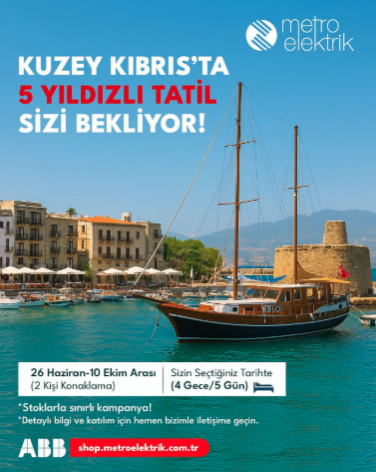 metro
elektrik
KUZEY KIBRIS'TA
5 YILDIZLI TATİL
SİZİ BEKLİYOR!
26 Haziran-10 Ekim Arası
(2 Kişi Konaklama)
Sizin Seçtiğiniz Tarihte
(4 Gece/5 Gün)
*Stoklarla sınırlı kampanya!
*Detaylı bilgi ve katılım için hemen bizimle iletişime geçin.
ABB
shop.metroelektrik.com.tr